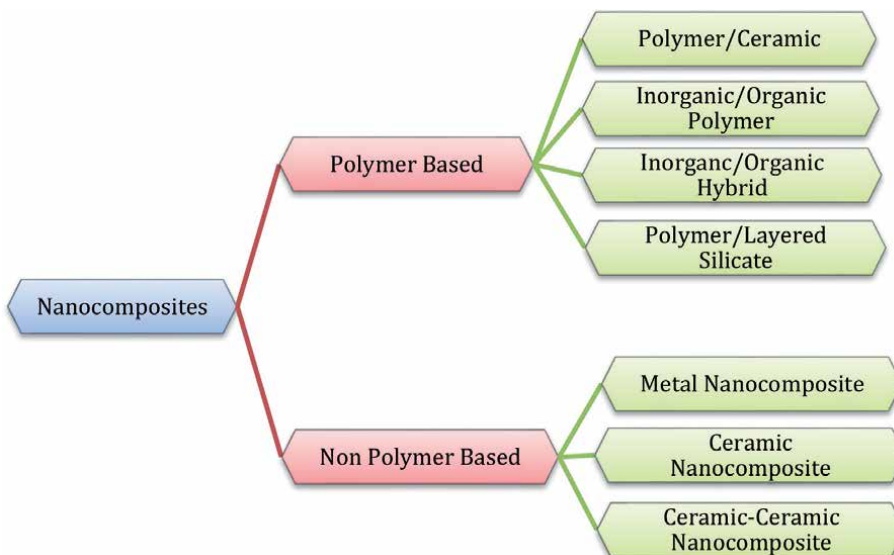 Polymer/Ceramic
Inorganic/Organic
Polymer
Polymer Based
Inorganc/Organic
Hybrid
Polymer/Layered
Silicate
Nanocomposites
Metal Nanocomposite
Non Polymer Based
Ceramic
Nanocomposite
Ceramic-Ceramic
Nanocomposite